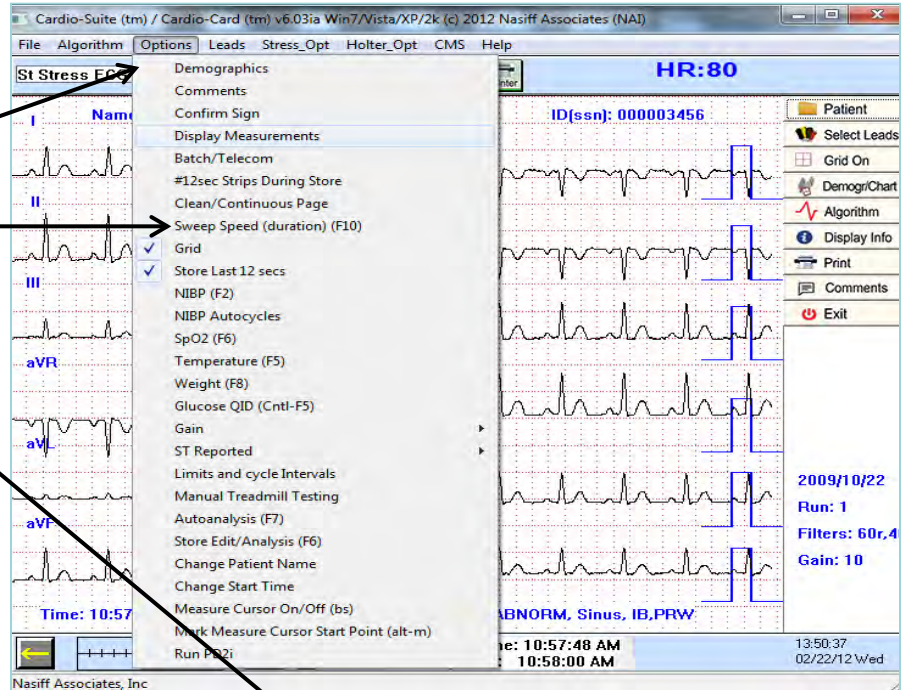 Cardio-Suite (tm) / Cardio-Card (tm) v6.03ia Win7/Vista/XP/2k (c) 2012 Nasiff Associates (NAI)
File Algorithm Options Leads Stress_Opt Holter_Opt CMS Help
St Stress ECG
HR:80
Name
ID(ssn): 000003456
Demographics
Comments
Confirm Sign
Display Measurements
Batch/Telecom
#12sec Strips During Store
Clean/Continuous Page
Sweep Speed (duration) (F10)
✓ Grid
✓ Store Last 12 secs
NIBP (F2)
NIBP Autocycles
SpO2 (F6)
Temperature (F5)
Weight (F8)
Glucose QID (Cntl-F5)
Gain
ST Reported
Limits and cycle Intervals
Manual Treadmill Testing
Autoanalysis (F7)
Store Edit/Analysis (F6)
Change Patient Name
Change Start Time
Measure Cursor On/Off (bs)
Mark Measure Cursor Start Point (alt-m)
Run PD2i
I
II
III
aVR
aVL
aVF
Patient
Select Leads
Grid On
Demogr/Chart
Algorithm
Display Info
Print
Comments
Exit
2009/10/22
Run: 1
Filters: 60r,4
Gain: 10
Time: 10:57
ABNORM, Sinus, IB,PRW
e: 10:57:48 AM
: 10:58:00 AM
13:50:37
02/22/12 Wed
Nasiff Associates, Inc